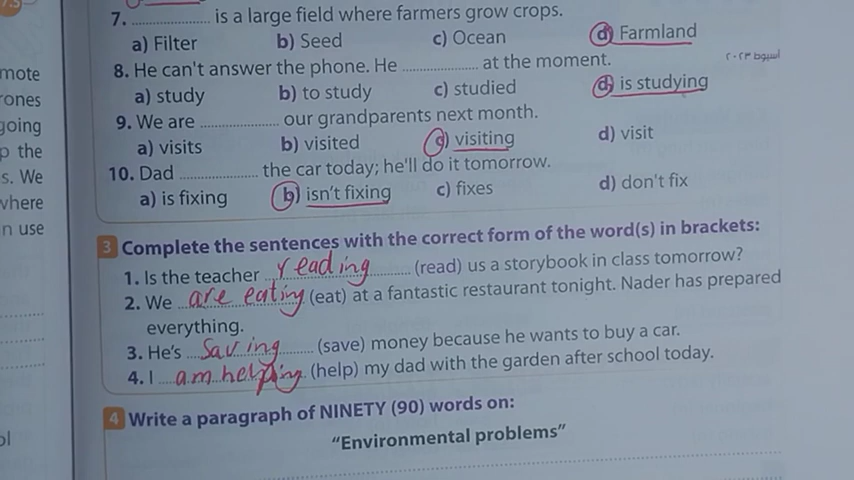 7. .................... is a large field where farmers grow crops.
a) Filter b) Seed c) Ocean d) Farmland
8. He can't answer the phone. He .................... at the moment. أسيوط ٢٠٢٣
a) study b) to study c) studied d) is studying
9. We are .................... our grandparents next month.
a) visits b) visited c) visiting d) visit
10. Dad .................... the car today; he'll do it tomorrow.
a) is fixing b) isn't fixing c) fixes d) don't fix
3 Complete the sentences with the correct form of the word(s) in brackets:
1. Is the teacher reading (read) us a storybook in class tomorrow?
2. We are eating (eat) at a fantastic restaurant tonight. Nader has prepared
everything.
3. He's saving (save) money because he wants to buy a car.
4. I am helping (help) my dad with the garden after school today.
4 Write a paragraph of NINETY (90) words on:
"Environmental problems"
mote
rones
going
p the
s. We
where
n use
ol